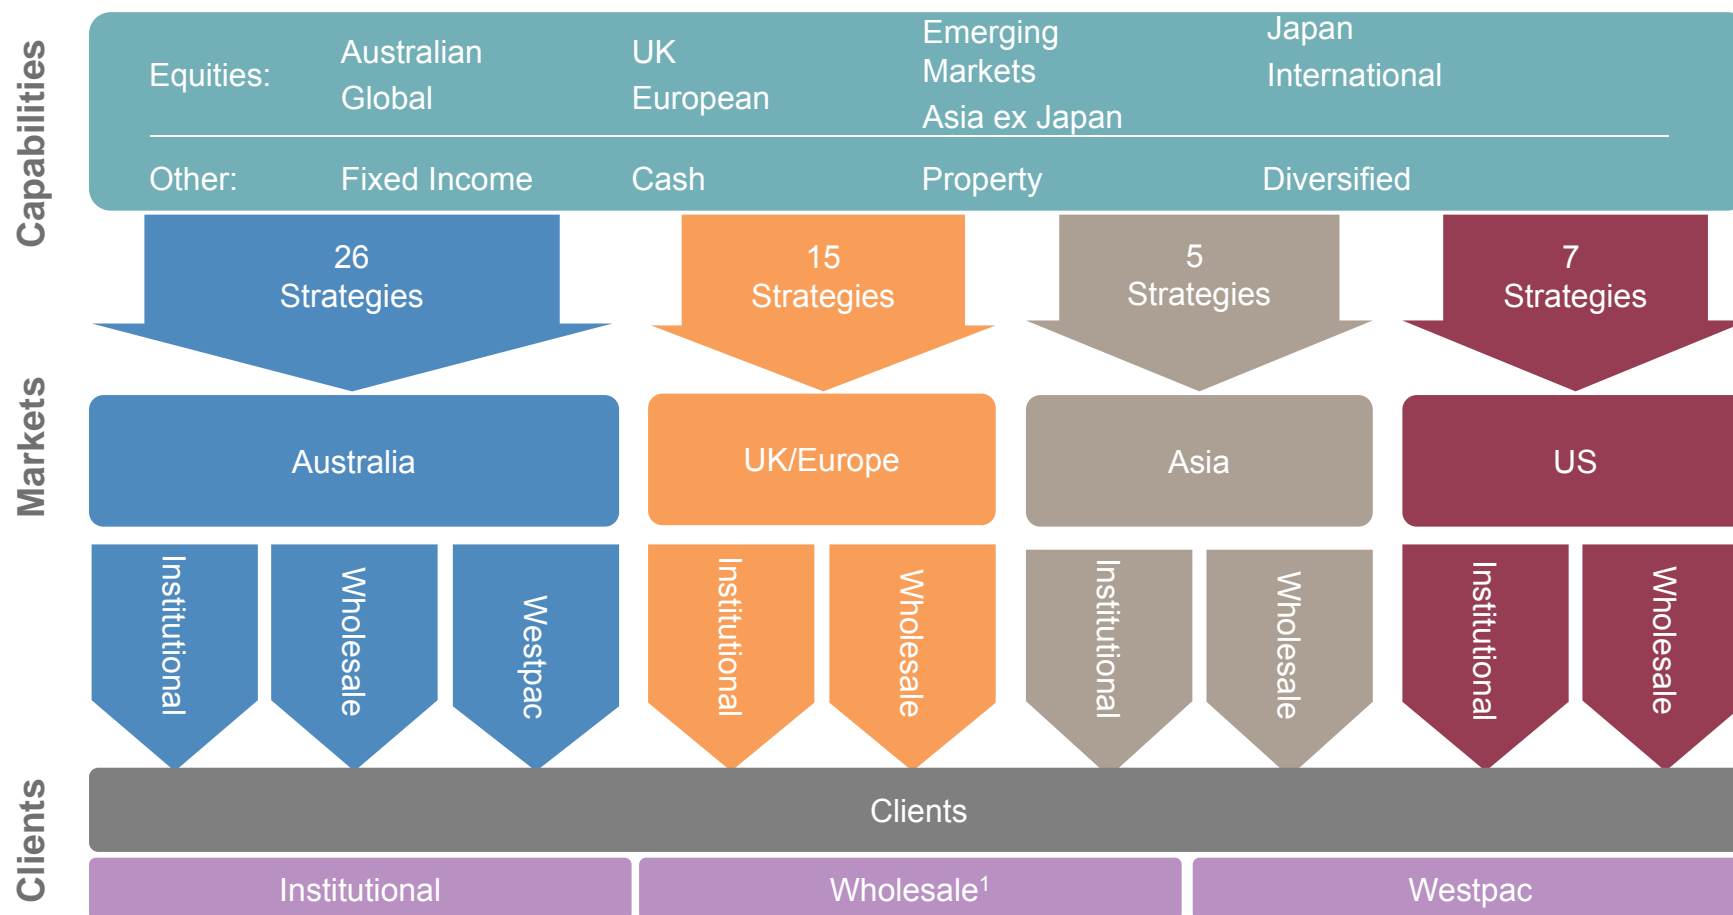 Capabilities
Equities:
Australian
Global
UK
European
Emerging
Markets
Asia ex Japan
Japan
International
Other:
Fixed Income
Cash
Property
Diversified
26
Strategies
15
Strategies
5
Strategies
7
Strategies
Markets
Australia
UK/Europe
Asia
US
Institutional
Wholesale
Westpac
Institutional
Wholesale
Institutional
Wholesale
Institutional
Wholesale
Clients
Clients
Institutional
Wholesale¹
Westpac